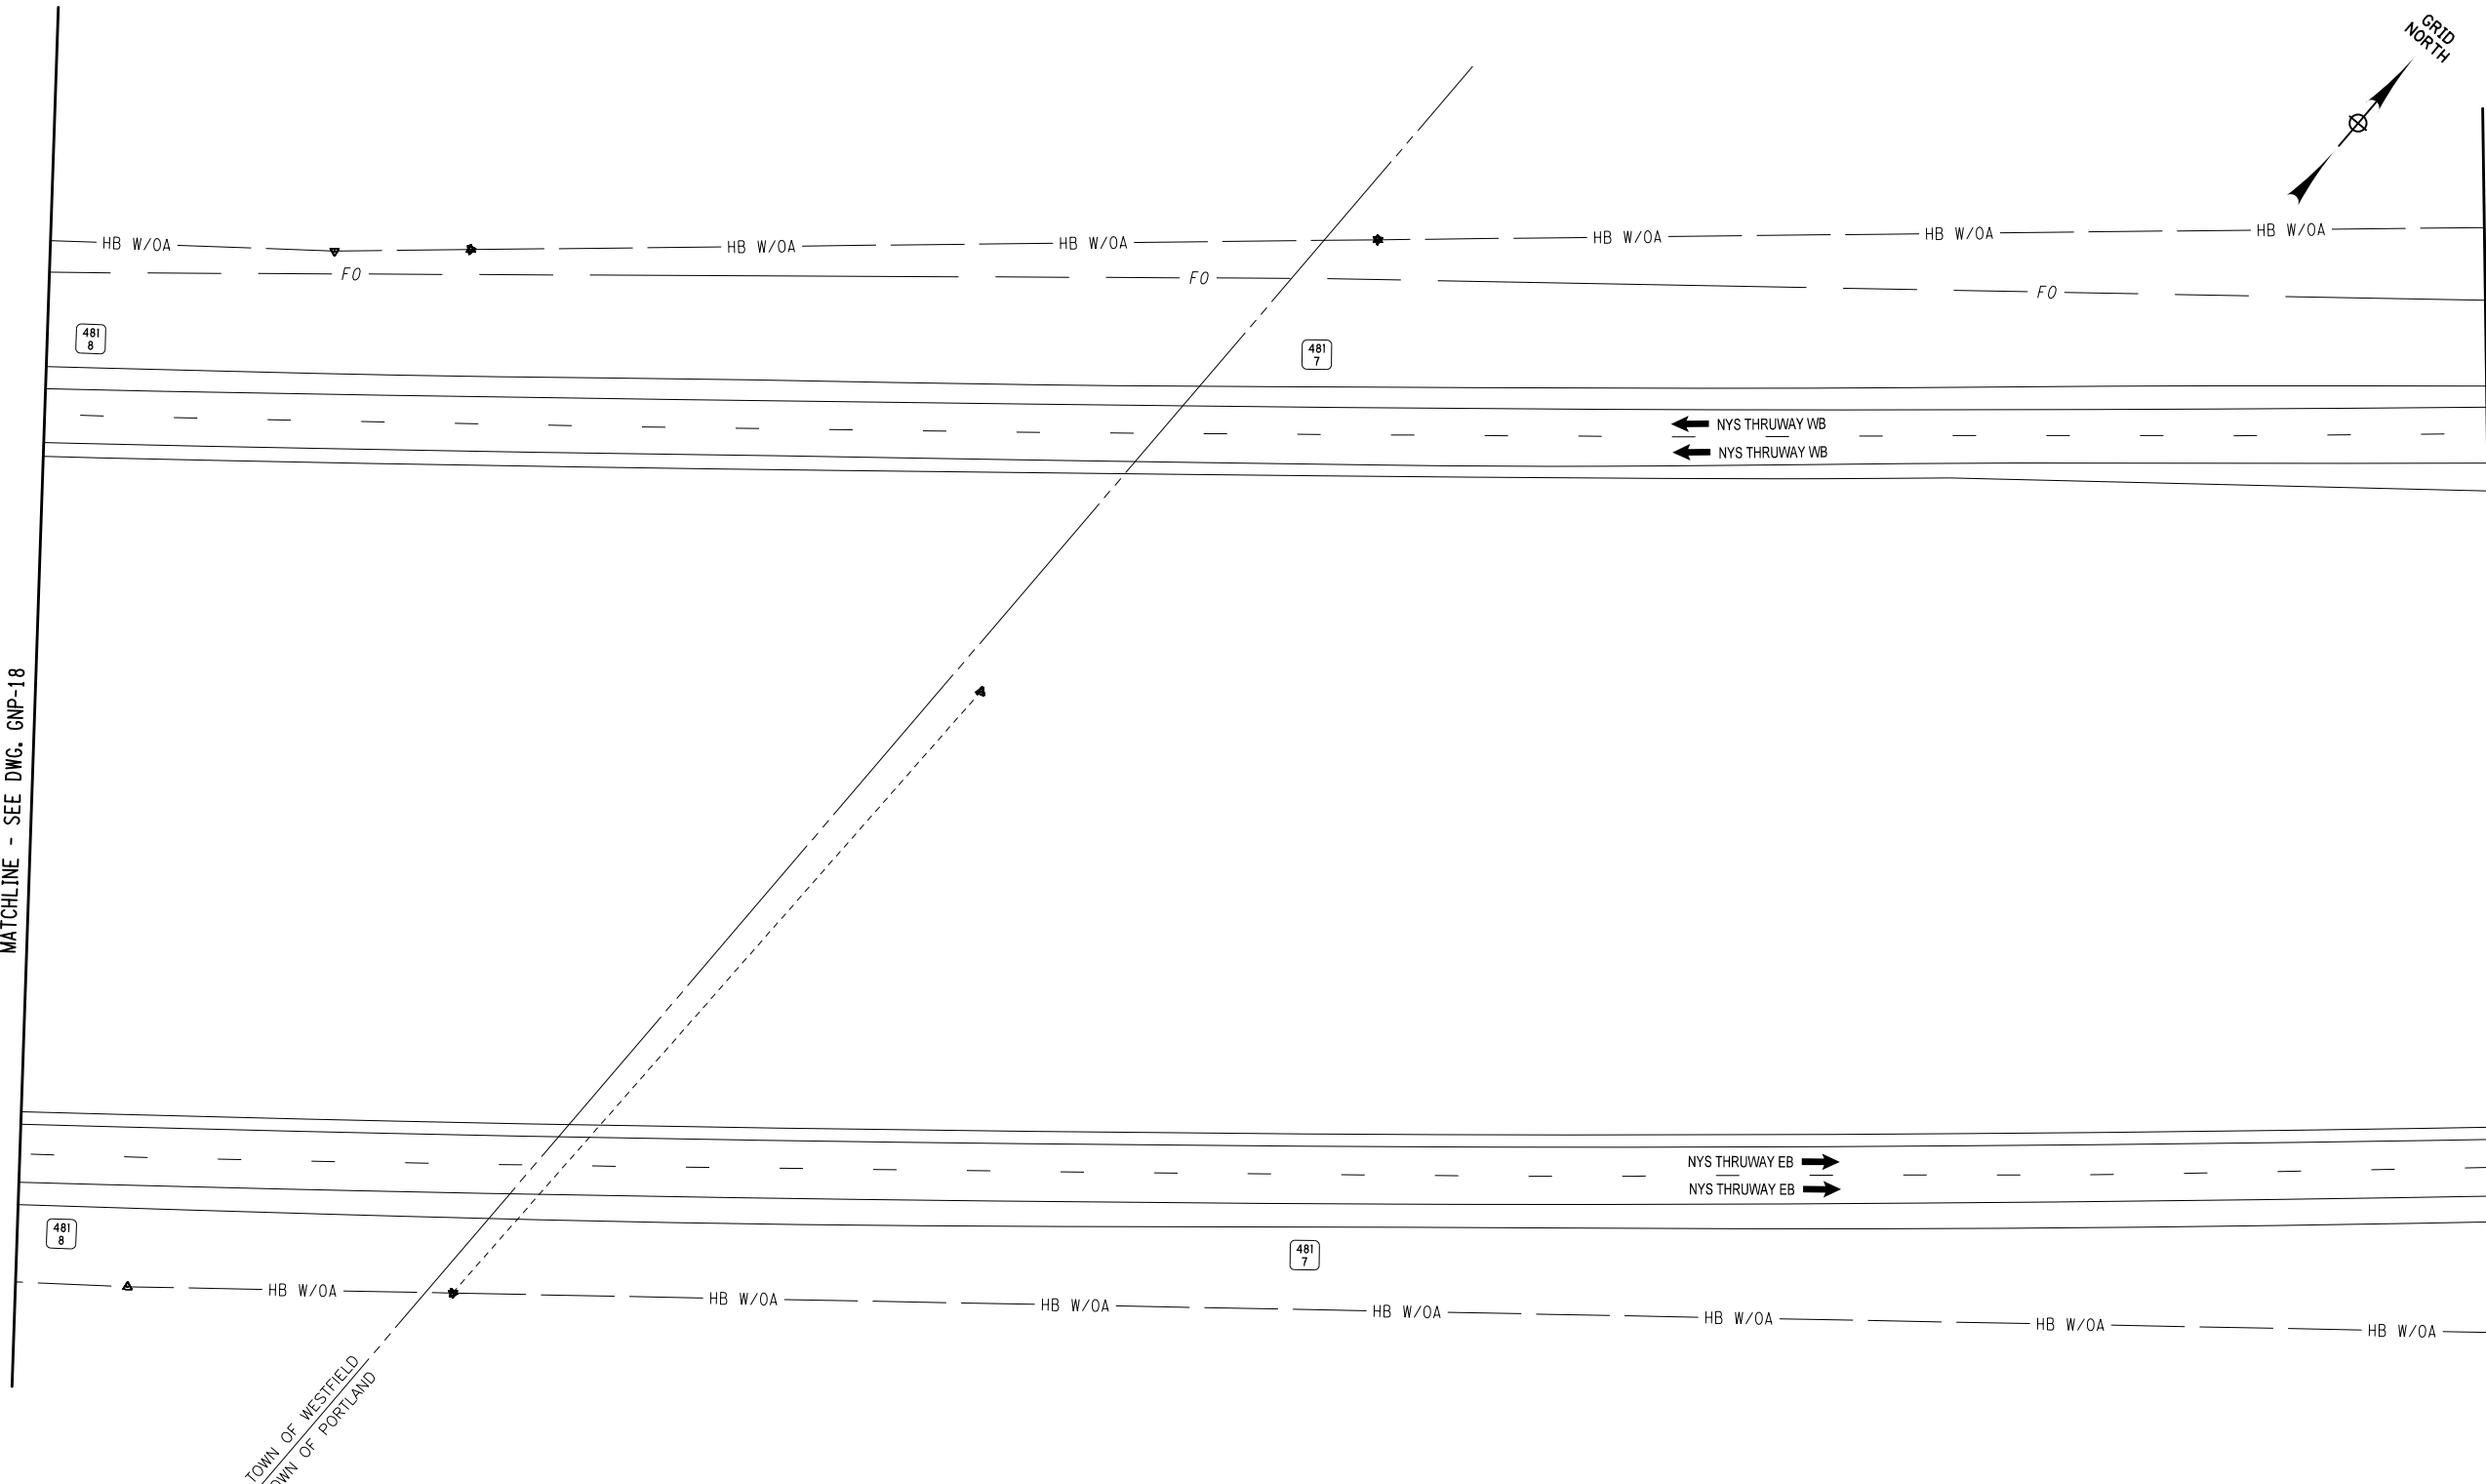 GRID
NORTH
HB W/OA
HB W/OA
HB W/OA
HB W/OA
HB W/OA
HB W/OA
FO
FO
FO
481
8
481
7
NYS THRUWAY WB
NYS THRUWAY WB
MATCHLINE - SEE DWG. GNP-18
NYS THRUWAY EB
NYS THRUWAY EB
481
8
481
7
HB W/OA
HB W/OA
HB W/OA
HB W/OA
HB W/OA
HB W/OA
HB W/OA
TOWN OF WESTFIELD
OWN OF PORTLAND